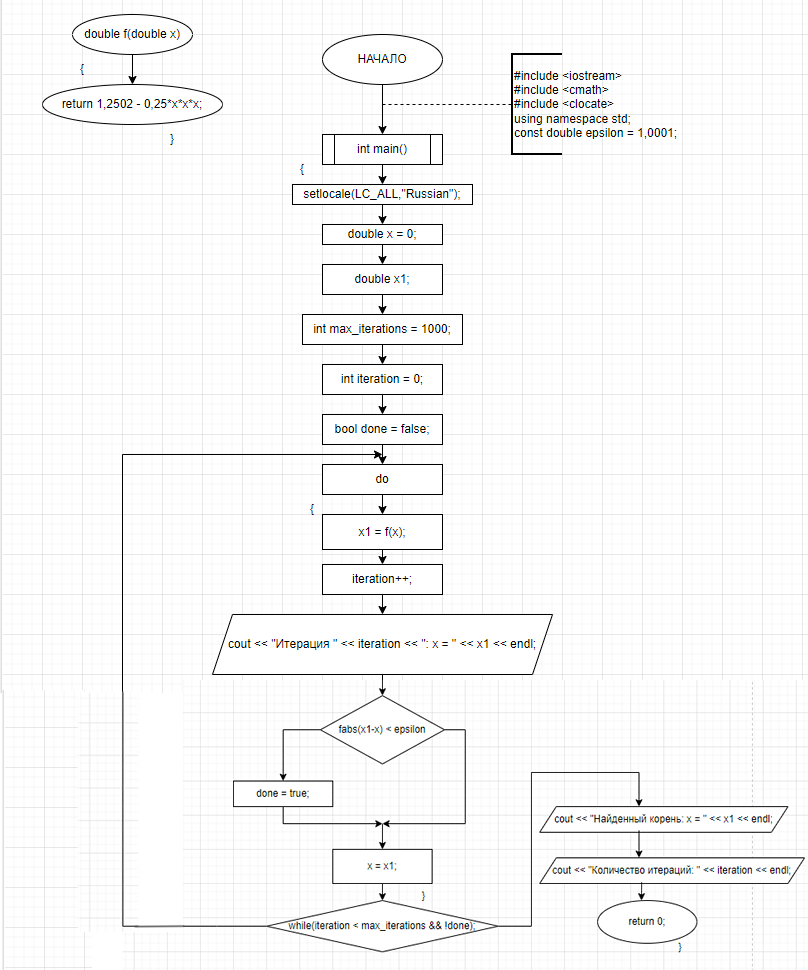 double f(double x)
{
return 1,2502 - 0,25*x*x*x;
}
НАЧАЛО
#include <iostream>
#include <cmath>
#include <clocate>
using namespace std;
const double epsilon = 1,0001;
int main()
{
setlocale(LC_ALL,"Russian");
double x = 0;
double x1;
int max_iterations = 1000;
int iteration = 0;
bool done = false;
do
{
x1 = f(x);
iteration++;
cout << "Итерация " << iteration << ": x = " << x1 << endl;
fabs(x1-x) < epsilon
done = true;
x = x1;
}
while(iteration < max_iterations && !done);
cout << "Найденный корень: x = " << x1 << endl;
cout << "Количество итераций: " << iteration << endl;
return 0;
}